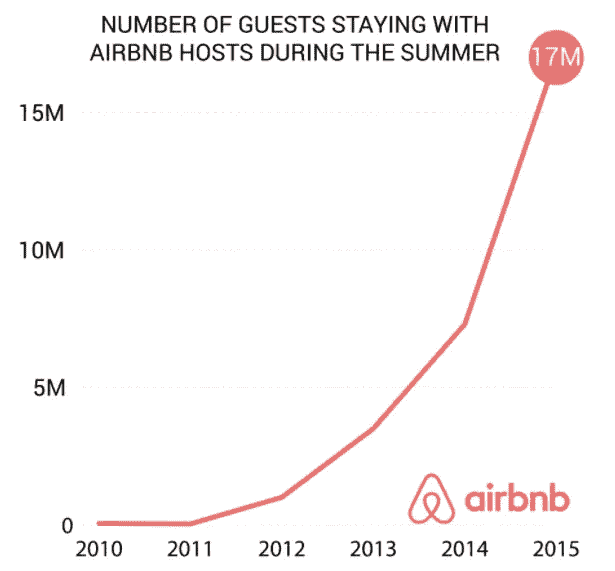 NUMBER OF GUESTS STAYING WITH
AIRBNB HOSTS DURING THE SUMMER
17M
15M
10M
5M
0
airbnb
2010 2011 2012 2013 2014 2015